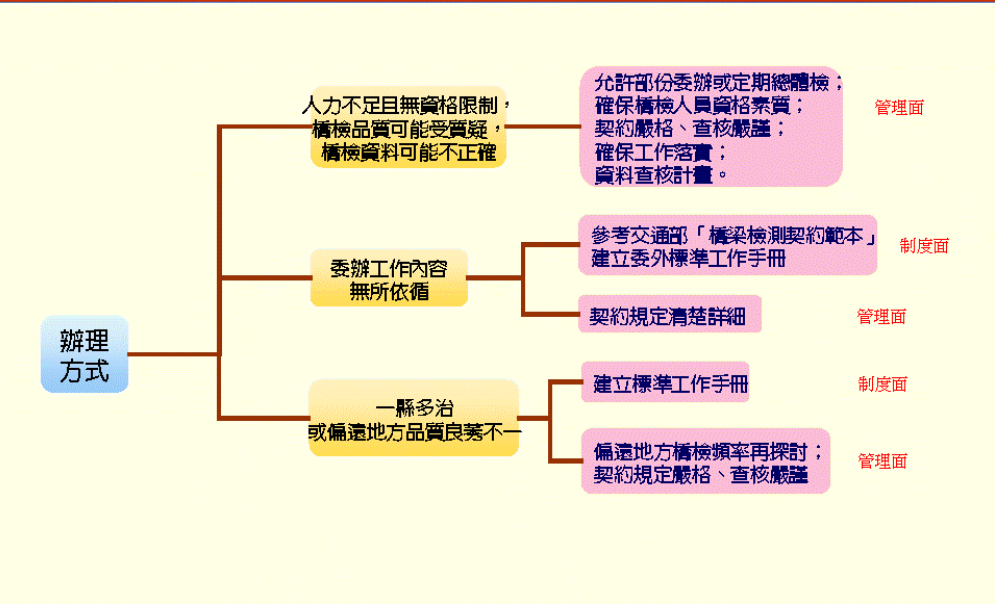 人力不足且無資格限制，
橋檢品質可能受質疑，
橋檢資料可能不正確
允許部份委辦或定期總體檢；
確保橋檢人員資格素質；
契約嚴格、查核嚴謹；
確保工作落實；
資料查核計畫。
管理面
委辦工作內容
無所依循
參考交通部「橋梁檢測契約範本」
建立委外標準工作手冊
制度面
契約規定清楚詳細
管理面
辦理
方式
一縣多治
或偏遠地方品質良莠不一
建立標準工作手冊
制度面
偏遠地方橋檢頻率再探討；
契約規定嚴格、查核嚴謹
管理面